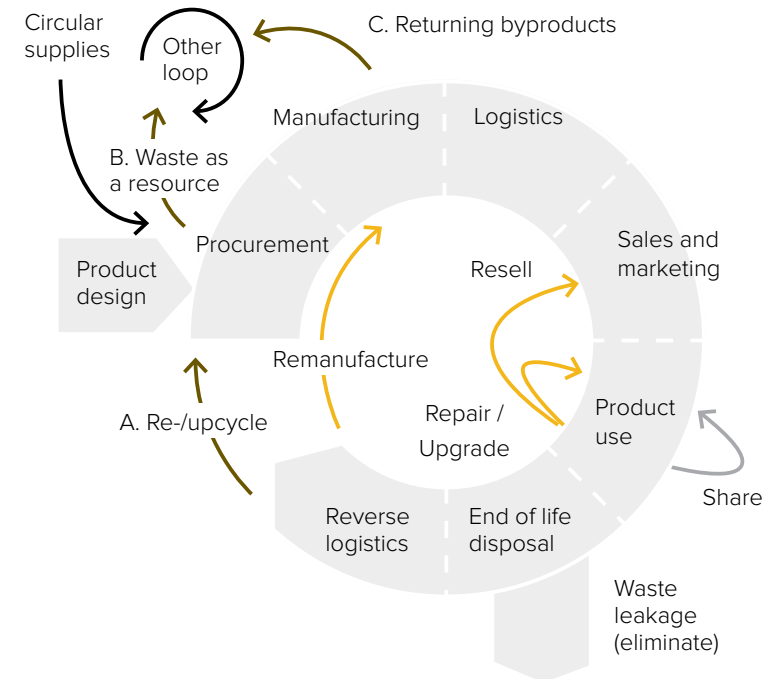 Circular
supplies
Other
loop
C. Returning byproducts
Manufacturing
Logistics
B. Waste as
a resource
Procurement
Product
design
Sales and
marketing
Resell
Remanufacture
A. Re-/upcycle
Repair /
Upgrade
Product
use
Share
Reverse
logistics
End of life
disposal
Waste
leakage
(eliminate)